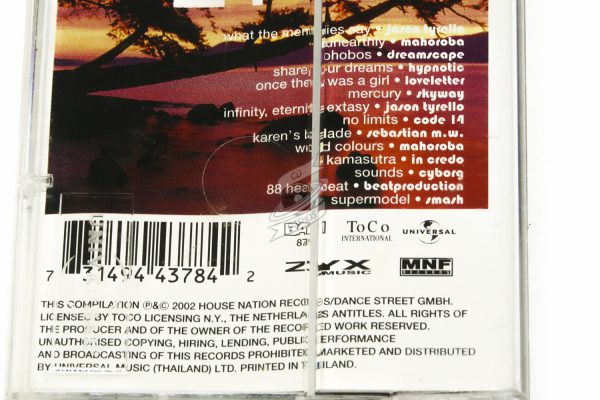 what the memories say • jason tyrello
unearthly • mahoroba
phobos • dreamscape
share your dreams • hypnotic
once there was a girl • loveletter
mercury • skyway
infinity, eternity, extasy • jason tyrello
no limits • code 14
karen's ballade • sebastian m.w.
world colours • mahoroba
kamasutra • in credo
sounds • cyborg
88 heartbeat • beatproduction
supermodel • smash
ToCo
INTERNATIONAL
UNIVERSAL
7 31494 43784 2
ZYX
MUSIC
MNF
RECORDS
THIS COMPILATION ℗&© 2002 HOUSE NATION RECORDS/DANCE STREET GMBH.
LICENSED BY TOCO LICENSING N.Y., THE NETHERLANDS ANTITLES. ALL RIGHTS OF
THE PRODUCER AND OF THE OWNER OF THE RECORDED WORK RESERVED.
UNAUTHORISED COPYING, HIRING, LENDING, PUBLIC PERFORMANCE
AND BROADCASTING OF THIS RECORDS PROHIBITED. MARKETED AND DISTRIBUTED
BY UNIVERSAL MUSIC (THAILAND) LTD. PRINTED IN THAILAND.